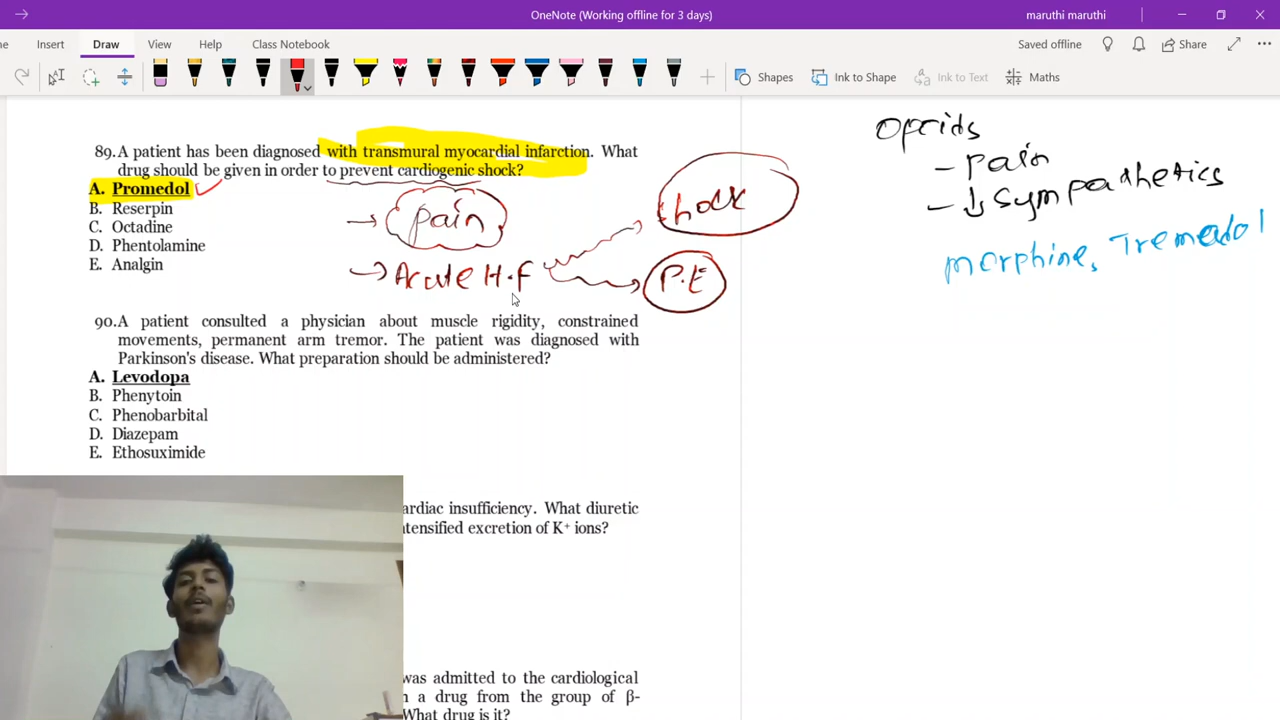 OneNote (Working offline for 3 days)
maruthi maruthi
Insert
Draw
View
Help
Class Notebook
Saved offline
Share
Shapes
Ink to Shape
Ink to Text
Maths
89. A patient has been diagnosed with transmural myocardial infarction. What
drug should be given in order to prevent cardiogenic shock?
A. Promedol
B. Reserpin
C. Octadine
D. Phentolamine
E. Analgin
pain
Acute H.F
P.E
- pain
- ↓ Sympathetics
morphine,
90. A patient consulted a physician about muscle rigidity, constrained
movements, permanent arm tremor. The patient was diagnosed with
Parkinson's disease. What preparation should be administered?
A. Levodopa
B. Phenytoin
C. Phenobarbital
D. Diazepam
E. Ethosuximide
ardiac insufficiency. What diuretic
tensified excretion of K+ ions?
was admitted to the cardiological
n a drug from the group of β-
What drug is it?